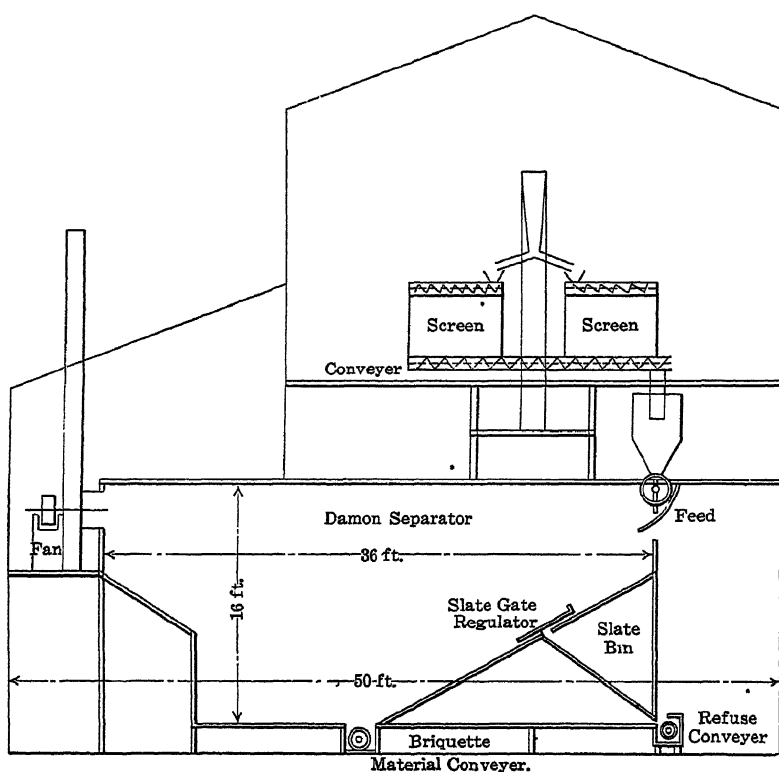 Screen
Screen
Conveyer
Damon Separator
Feed
Fan
36 ft.
16 ft.
Slate Gate
Regulator
Slate
Bin
50 ft.
Refuse
Conveyer
Briquette
Material Conveyer.